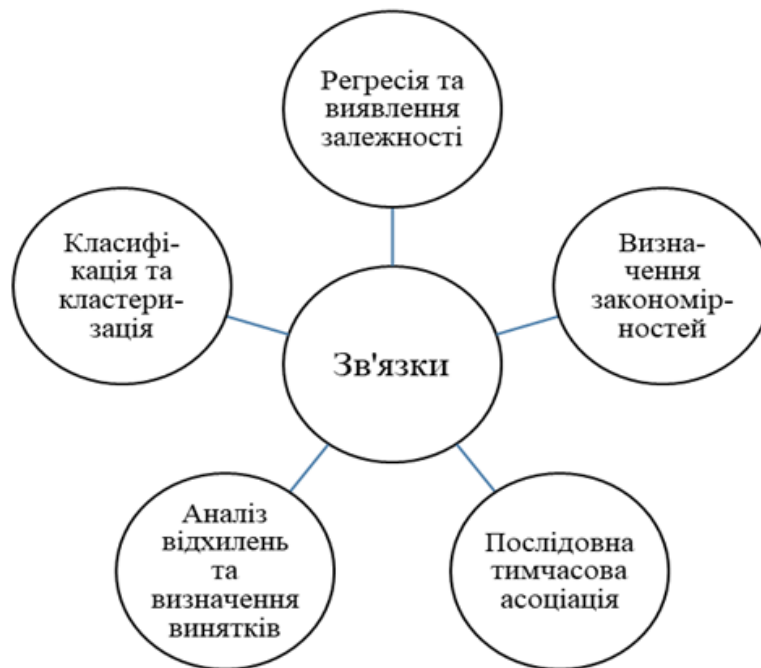 Регресія та
виявлення
залежності
Класифі-
кація та
кластери-
зація
Визна-
чення
закономір-
ностей
Зв'язки
Аналіз
відхилень
та
визначення
винятків
Послідовна
тимчасова
асоціація